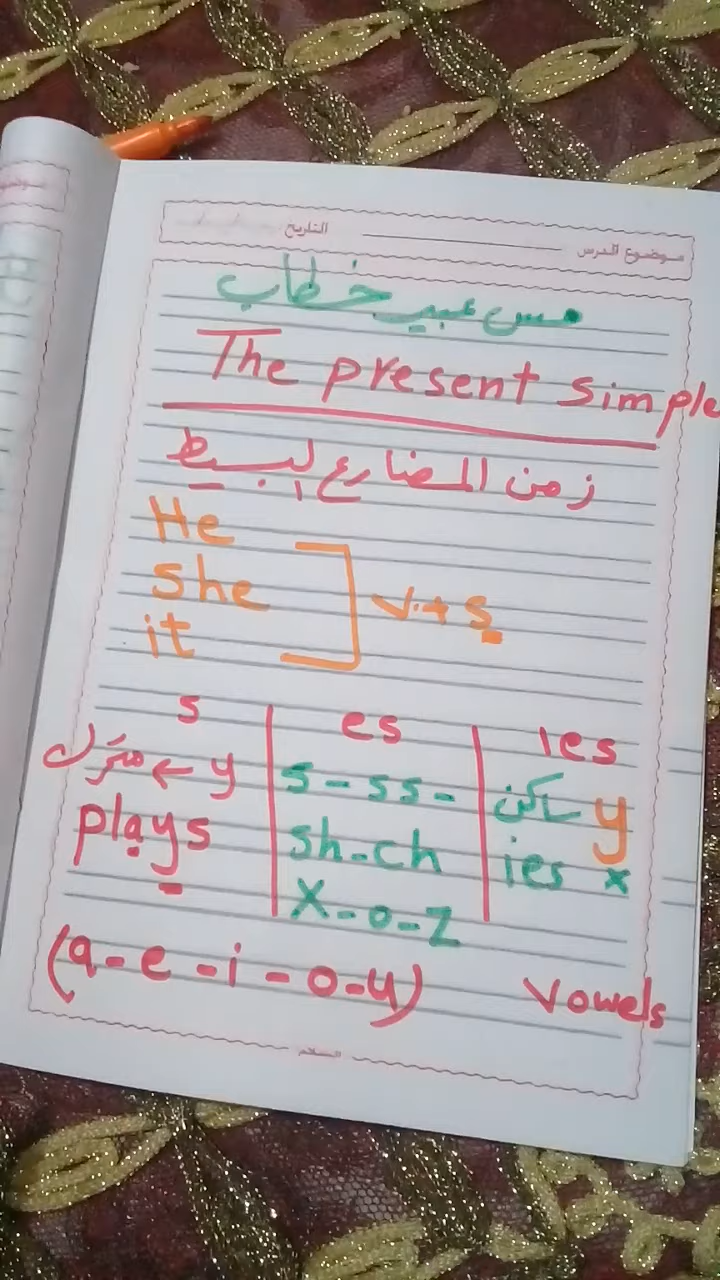 موضوع الدرس التاريخ
مس عبير خطاب
The present simple
زمن المضارع البسيط
He
she
it
v.+s
s es ies
y ← متحرك
plays
s - ss -
sh - ch
x - o - z
y ساكن
ies x
(a - e - i - o - u) vowels